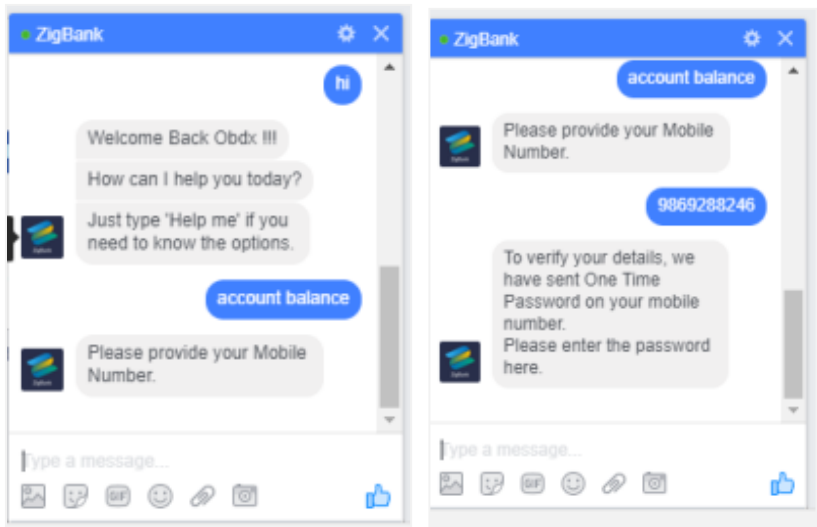 ZigBank
hi
Welcome Back Obdx !!!
How can I help you today?
Just type 'Help me' if you
need to know the options.
account balance
Please provide your Mobile
Number.
Type a message...
GIF
ZigBank
account balance
Please provide your Mobile
Number.
9869288246
To verify your details, we
have sent One Time
Password on your mobile
number.
Please enter the password
here.
Type a message...
GIF